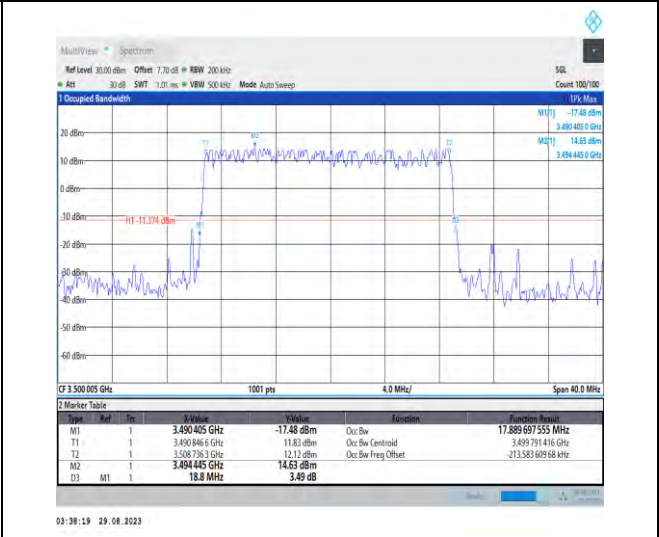 MultiView Spectrum
Ref Level 30.00 dBm Offset 7.70 dB RBW 200 kHz SGL
Att 30 dB SWT 1.01 ms VBW 500 kHz Mode Auto Sweep Count 100/100
1 Occupied Bandwidth 1Pk Max
M1[1] -17.48 dBm
3.490 405 0 GHz
M2[1] 14.63 dBm
3.494 445 0 GHz
20 dBm
10 dBm
0 dBm
-10 dBm
-20 dBm
-30 dBm
-40 dBm
-50 dBm
-60 dBm
T1
M2
T2
H1 -11.374 dBm
M1
D3
CF 3.500 005 GHz 1001 pts 4.0 MHz/ Span 40.0 MHz
2 Marker Table
Type Ref Trc X-Value Y-Value Function Function Result
M1 1 3.490405 GHz -17.48 dBm Occ Bw 17.889 697 555 MHz
T1 1 3.490 846 6 GHz 11.83 dBm Occ Bw Centroid 3.499 791 416 GHz
T2 1 3.508 736 3 GHz 12.12 dBm Occ Bw Freq Offset -213.583 609 68 kHz
M2 1 3.494445 GHz 14.63 dBm
D3 M1 1 18.8 MHz 3.49 dB
03:38:19 29.08.2023